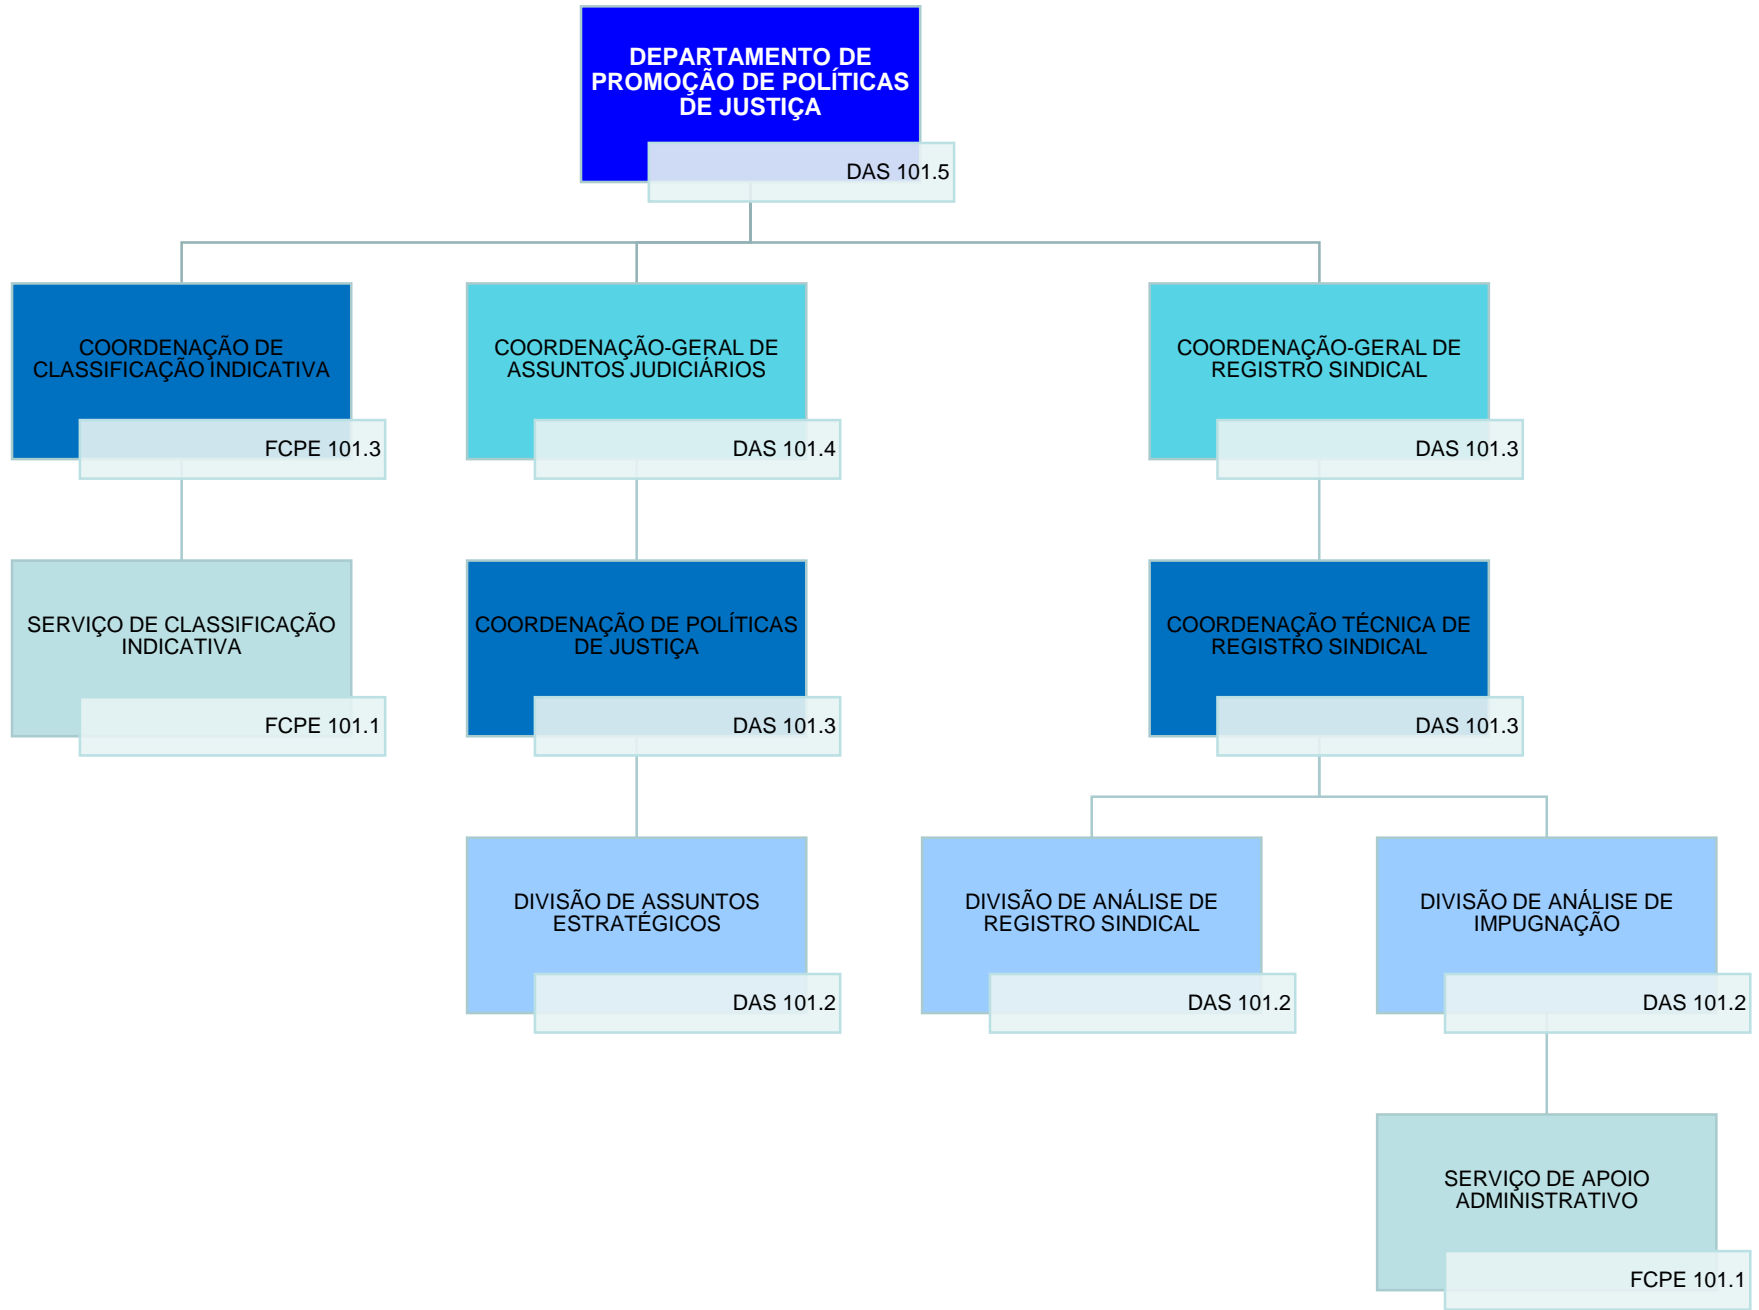 DEPARTAMENTO DE
PROMOÇÃO DE POLÍTICAS
DE JUSTIÇA
DAS 101.5
COORDENAÇÃO DE
CLASSIFICAÇÃO INDICATIVA
FCPE 101.3
COORDENAÇÃO-GERAL DE
ASSUNTOS JUDICIÁRIOS
DAS 101.4
COORDENAÇÃO-GERAL DE
REGISTRO SINDICAL
DAS 101.3
SERVIÇO DE CLASSIFICAÇÃO
INDICATIVA
FCPE 101.1
COORDENAÇÃO DE POLÍTICAS
DE JUSTIÇA
DAS 101.3
COORDENAÇÃO TÉCNICA DE
REGISTRO SINDICAL
DAS 101.3
DIVISÃO DE ASSUNTOS
ESTRATÉGICOS
DAS 101.2
DIVISÃO DE ANÁLISE DE
REGISTRO SINDICAL
DAS 101.2
DIVISÃO DE ANÁLISE DE
IMPUGNAÇÃO
DAS 101.2
SERVIÇO DE APOIO
ADMINISTRATIVO
FCPE 101.1